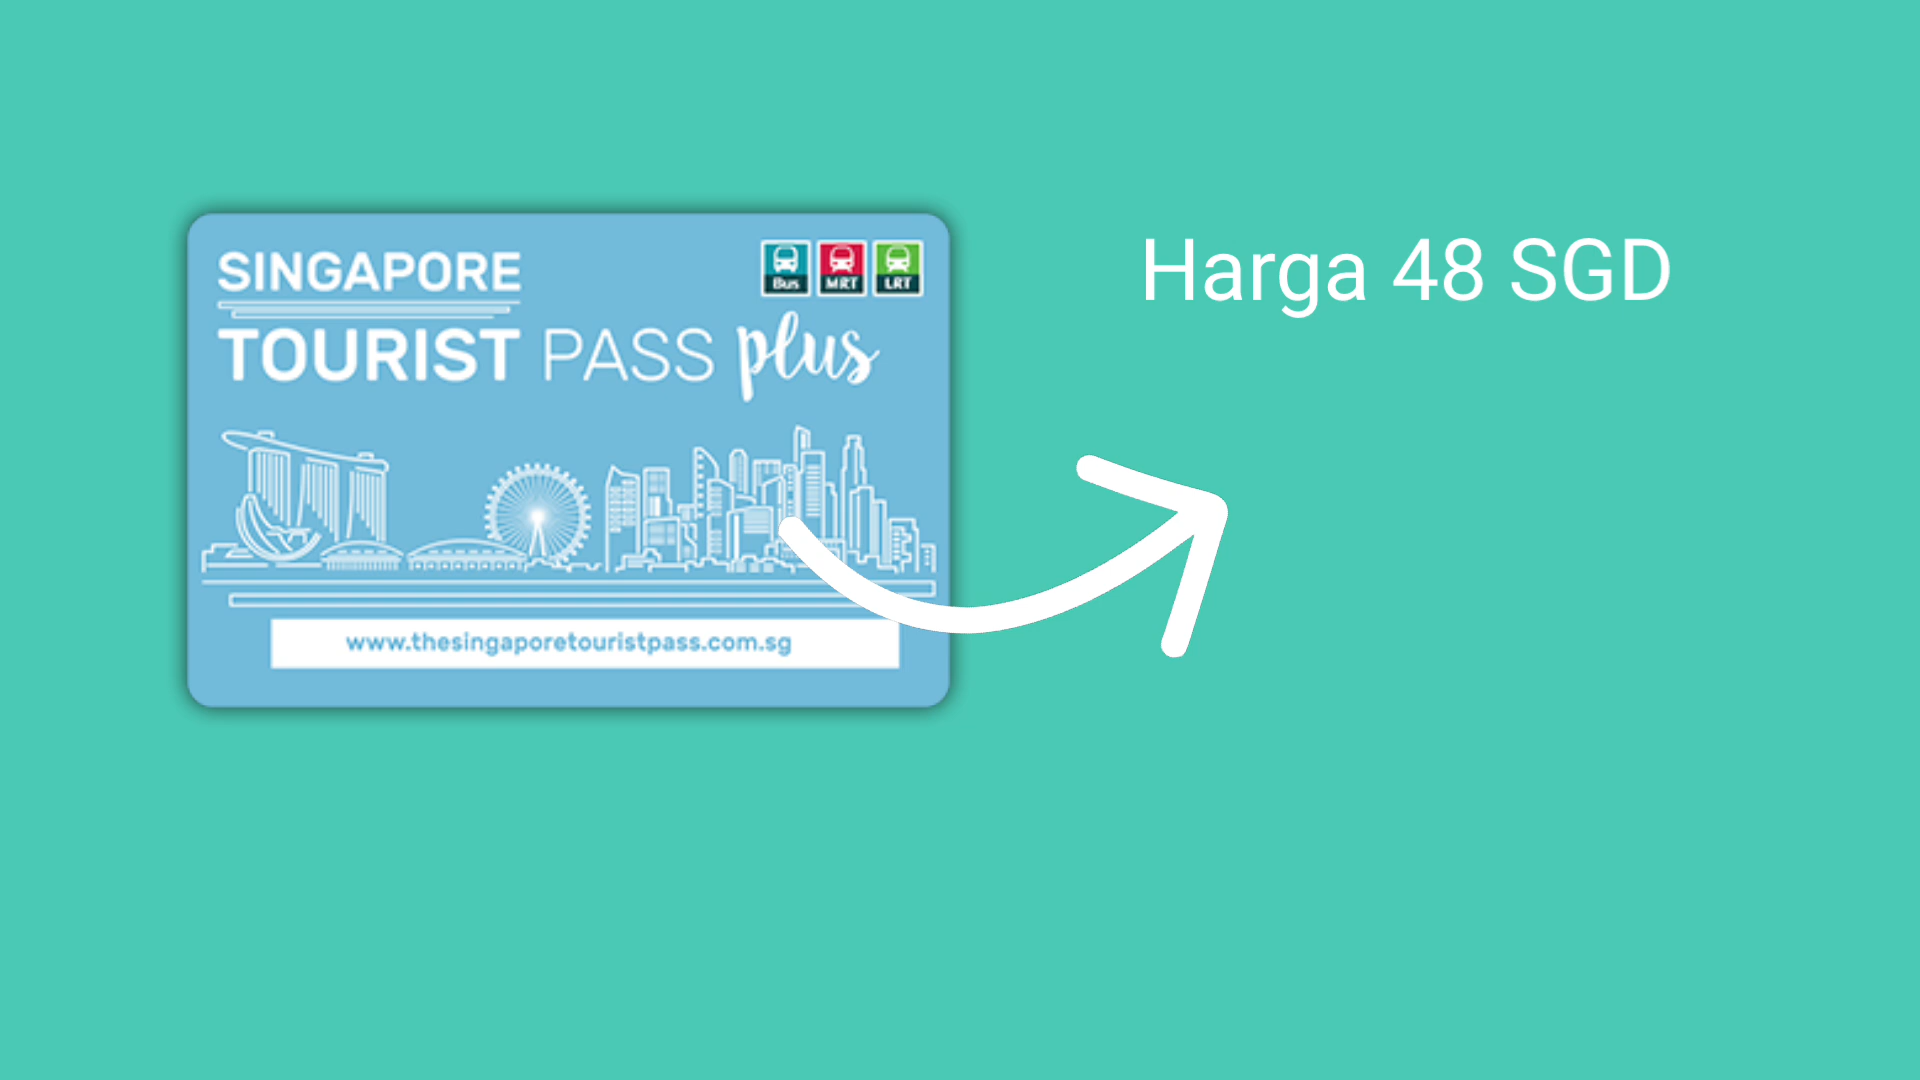 SINGAPORE
TOURIST PASS plus
Bus MRT LRT
www.thesingaporetouristpass.com.sg
Harga 48 SGD